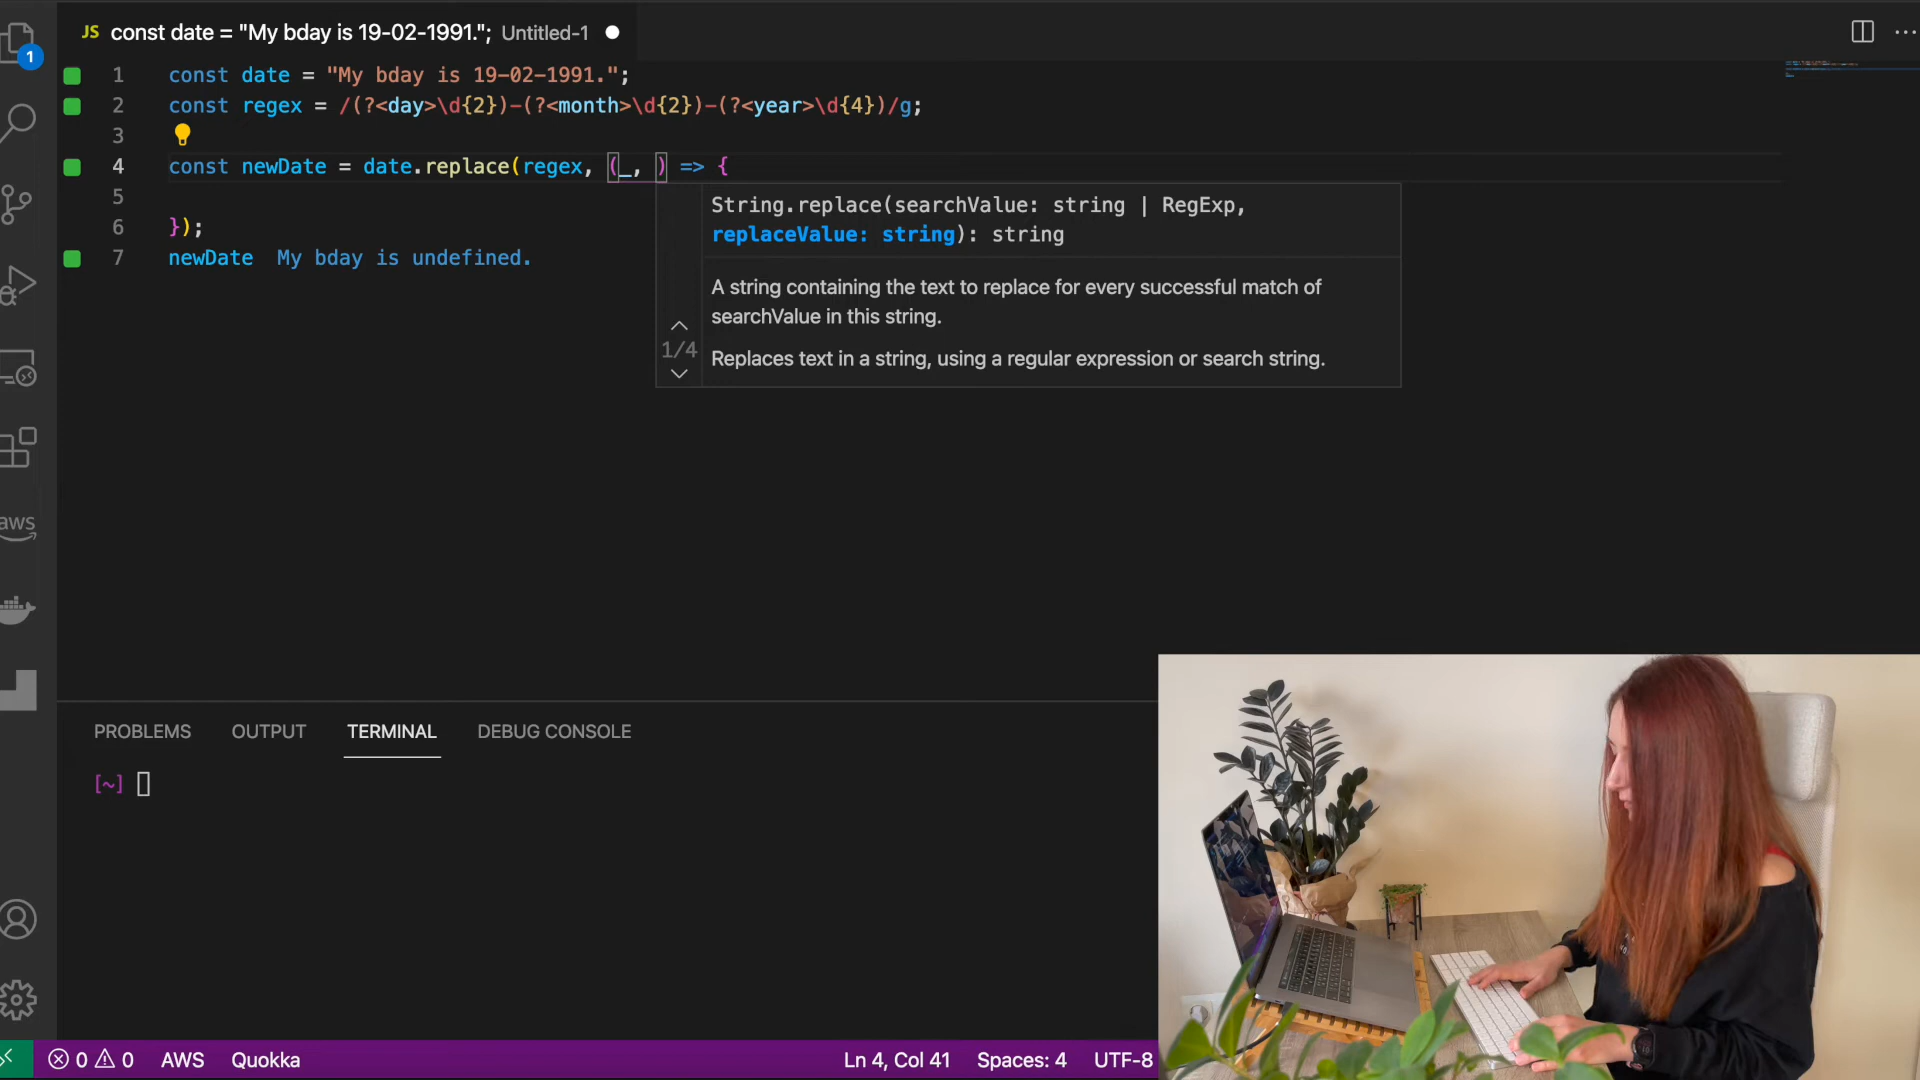 JS const date = "My bday is 19-02-1991."; Untitled-1
1
1 const date = "My bday is 19-02-1991.";
2 const regex = /(?<day>\d{2})-(?<month>\d{2})-(?<year>\d{4})/g;
3
4 const newDate = date.replace(regex, (_, ) => {
5
6 });
7 newDate My bday is undefined.
String.replace(searchValue: string | RegExp,
replaceValue: string): string
A string containing the text to replace for every successful match of
searchValue in this string.
1/4
Replaces text in a string, using a regular expression or search string.
aws
PROBLEMS OUTPUT TERMINAL DEBUG CONSOLE
[~]
0 0 AWS Quokka Ln 4, Col 41 Spaces: 4 UTF-8